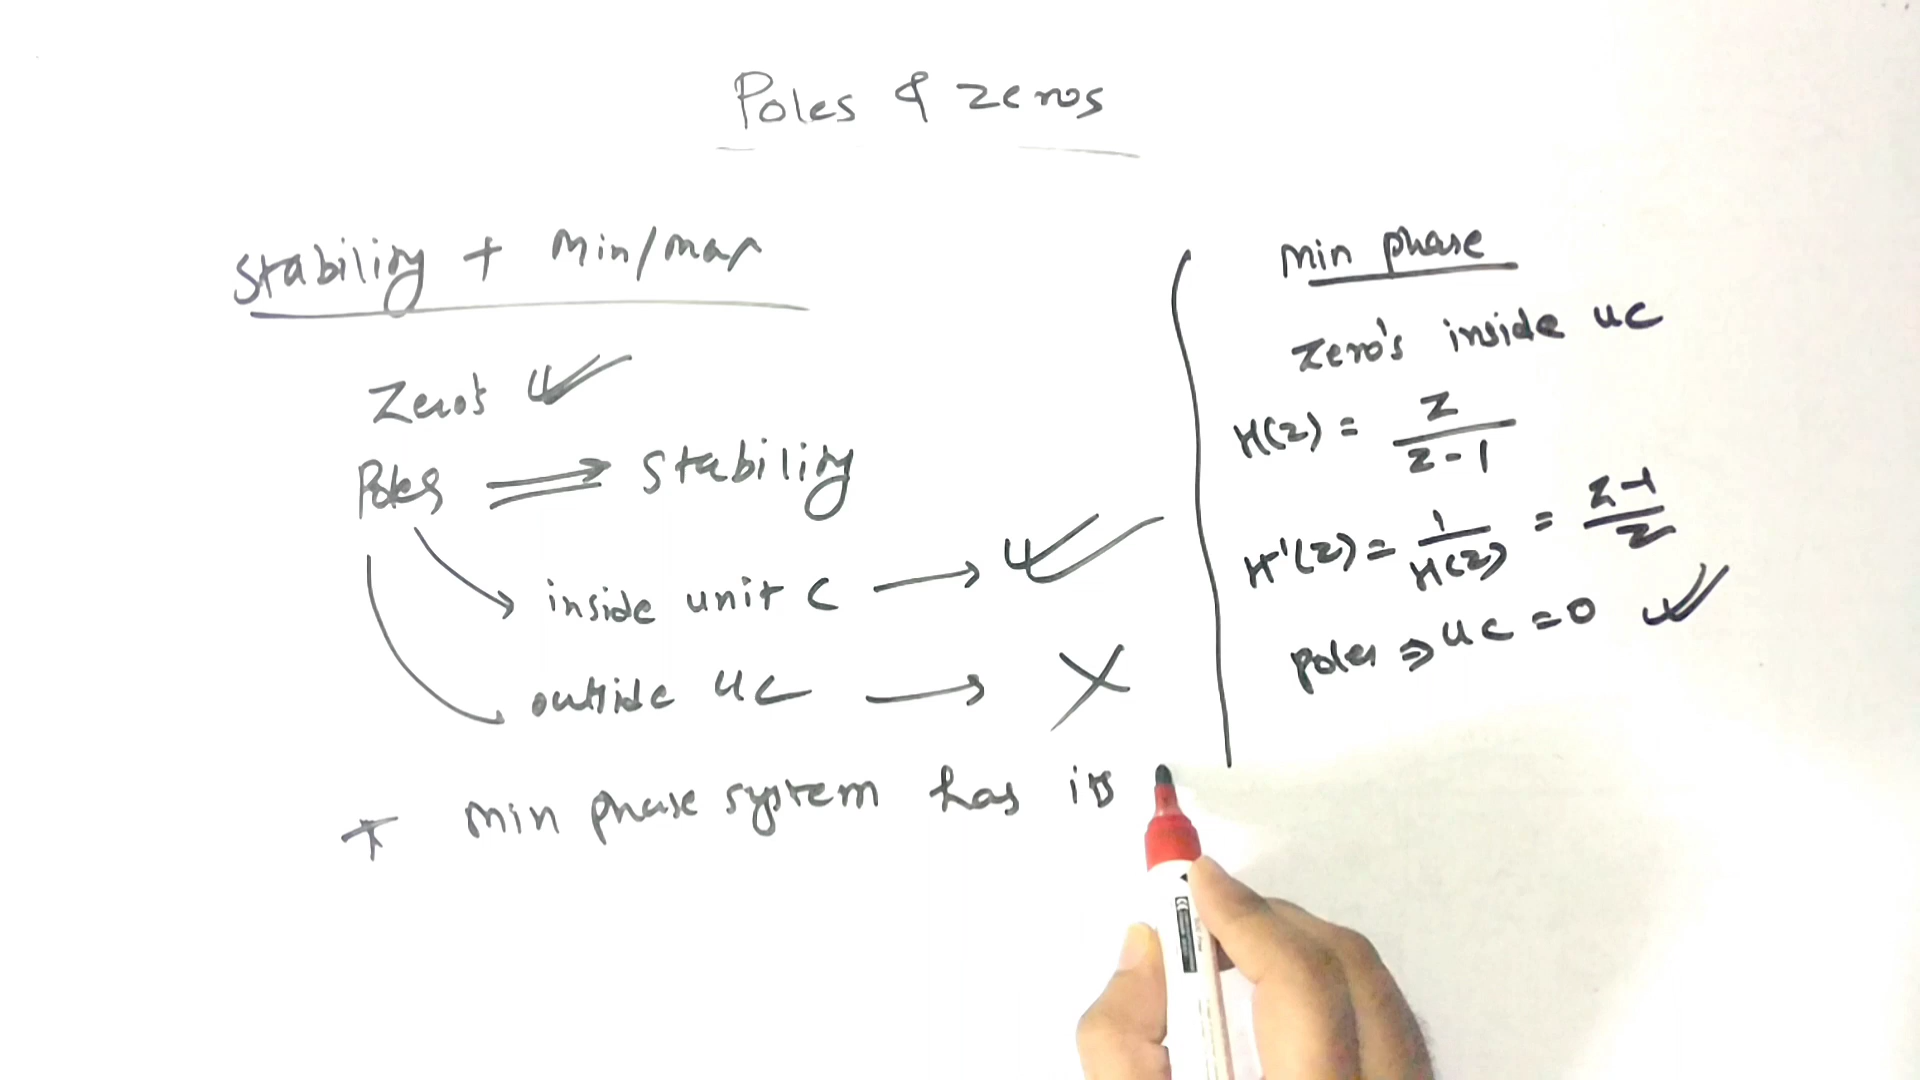 Poles & zeros
Stability + Min/max
Zero's
Poles ⇒ Stability
inside unit C →
outside UC → X
* Min phase system has its
Min phase
Zero's inside UC
H(z) = z / z-1
H'(z) = 1 / H(z) = z-1 / z
poles ⇒ UC = 0